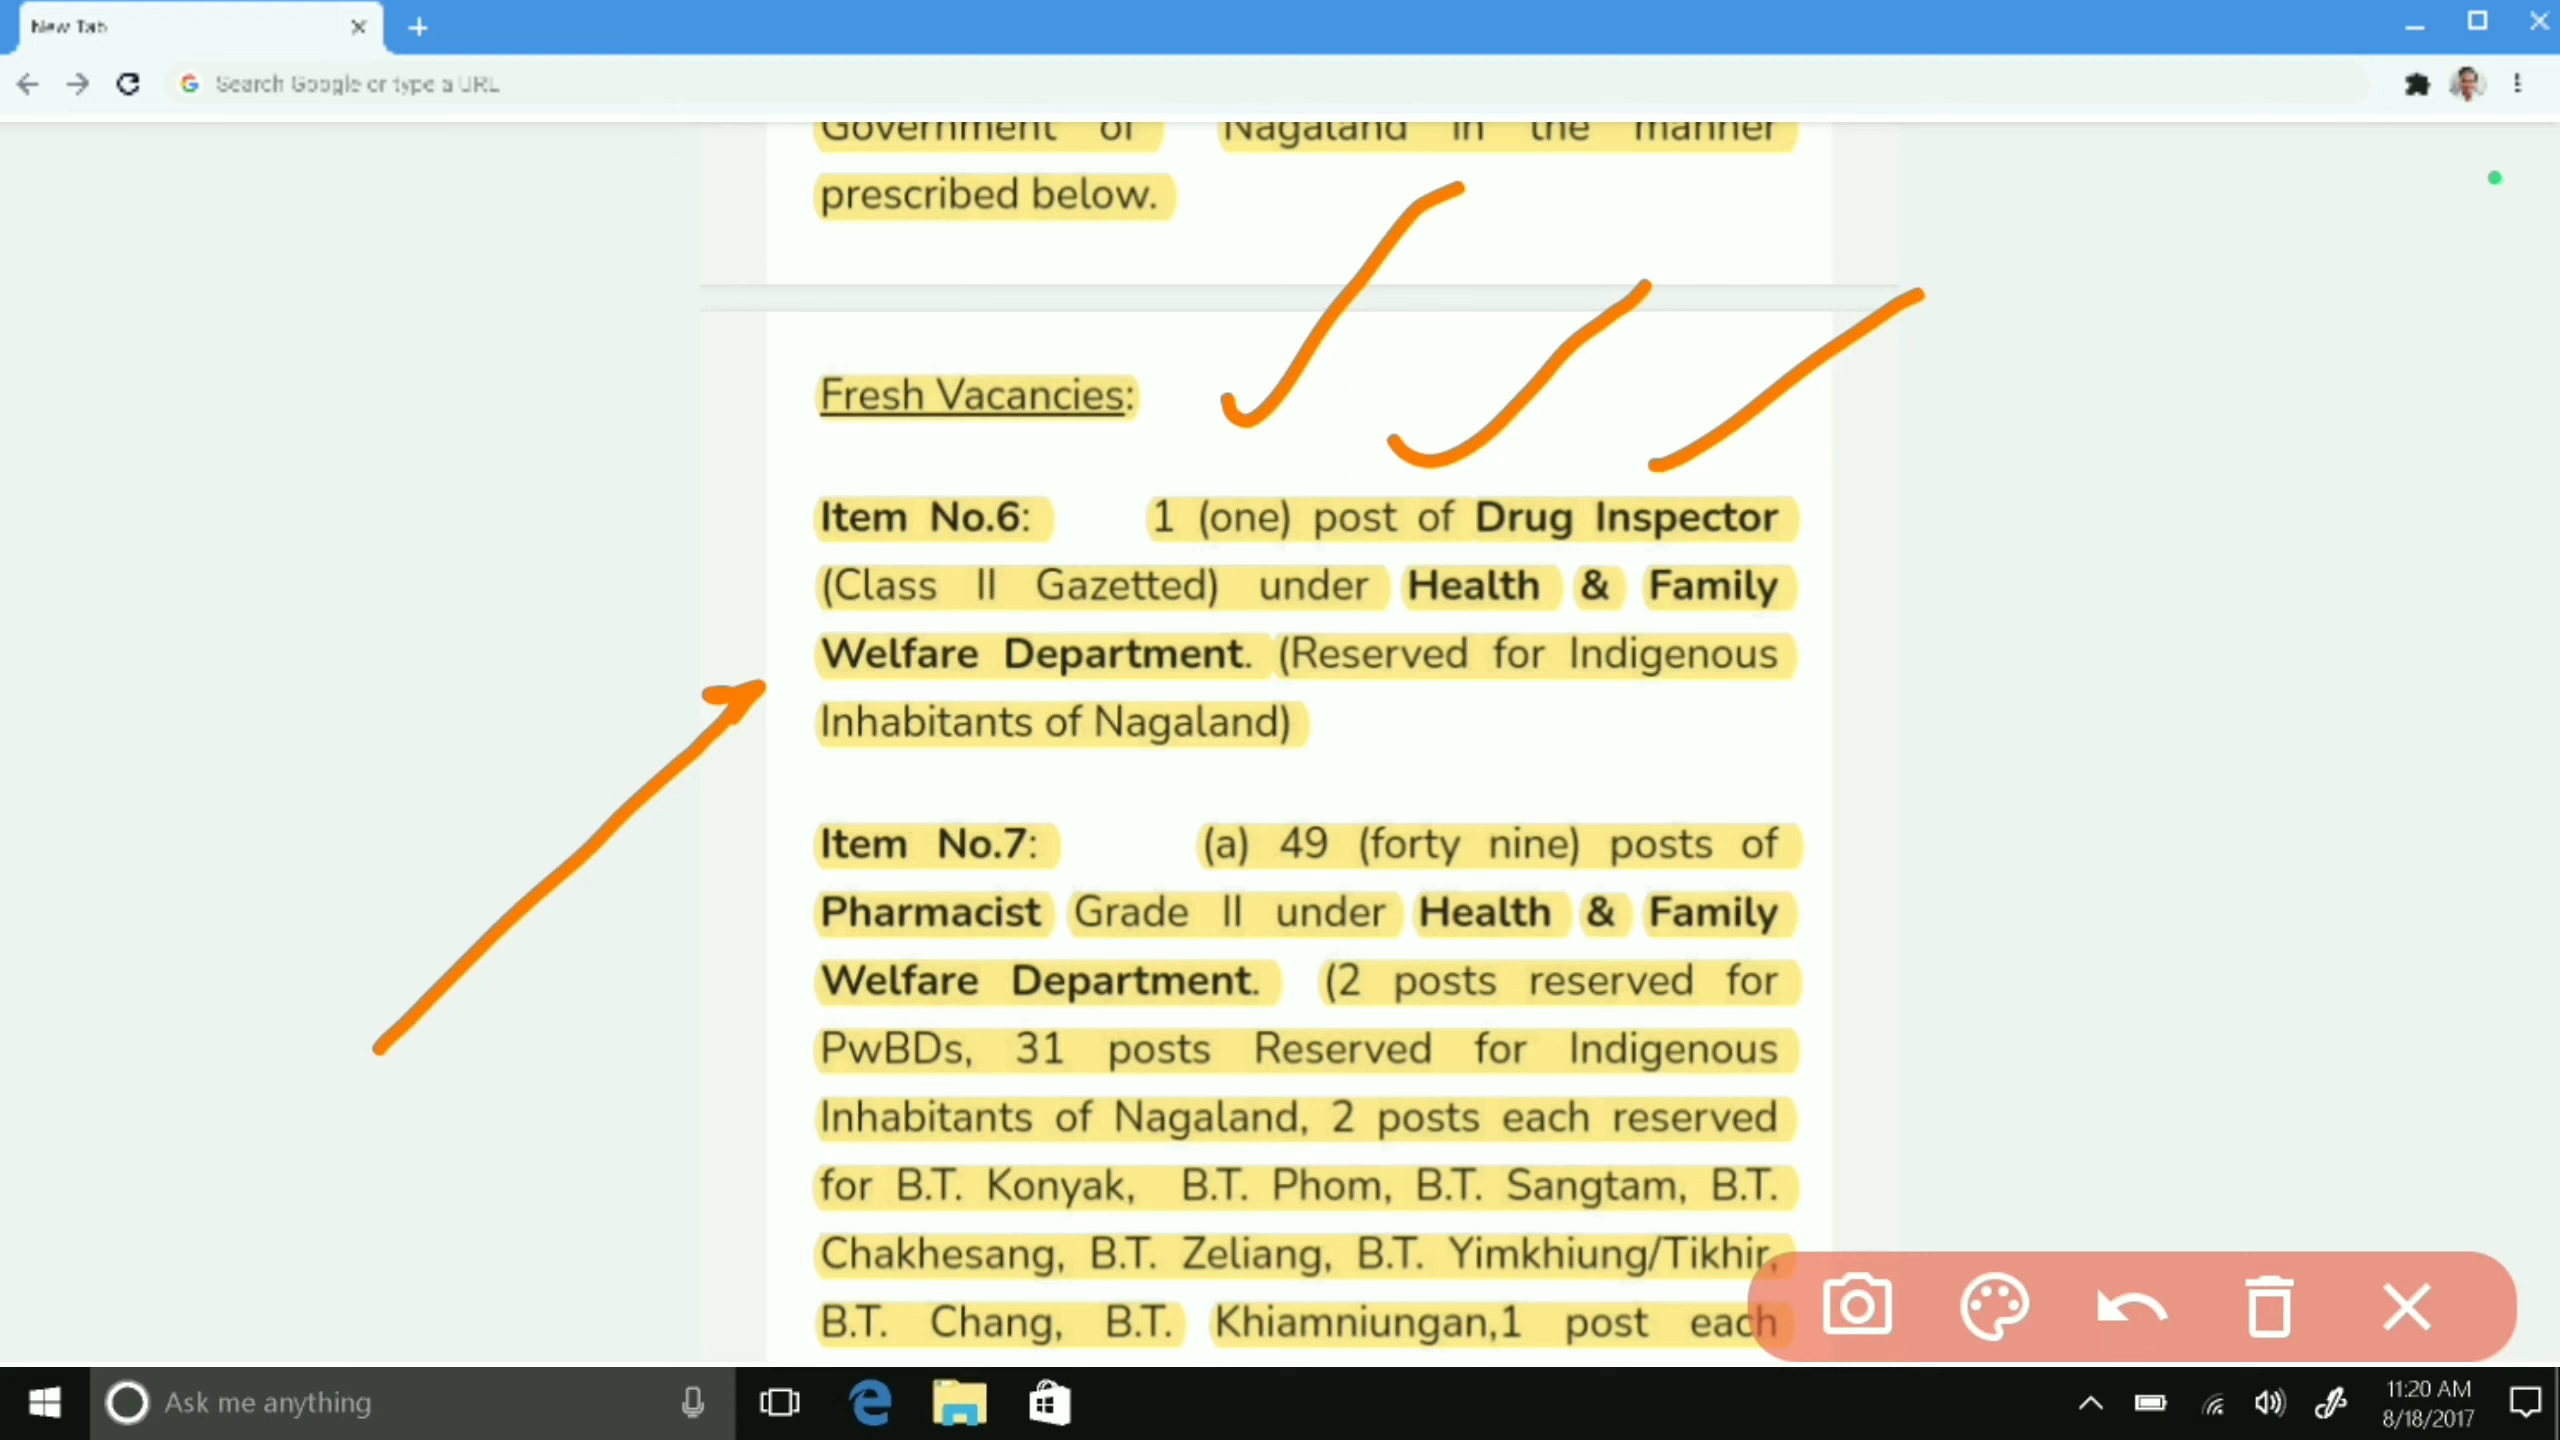 New Tab
Search Google or type a URL
Government of Nagaland in the manner
prescribed below.
Fresh Vacancies:
Item No.6: 1 (one) post of Drug Inspector
(Class II Gazetted) under Health & Family
Welfare Department. (Reserved for Indigenous
Inhabitants of Nagaland)
Item No.7: (a) 49 (forty nine) posts of
Pharmacist Grade II under Health & Family
Welfare Department. (2 posts reserved for
PwBDs, 31 posts Reserved for Indigenous
Inhabitants of Nagaland, 2 posts each reserved
for B.T. Konyak, B.T. Phom, B.T. Sangtam, B.T.
Chakhesang, B.T. Zeliang, B.T. Yimkhiung/Tikhir,
B.T. Chang, B.T. Khiamniungan,1 post each
Ask me anything
11:20 AM
8/18/2017